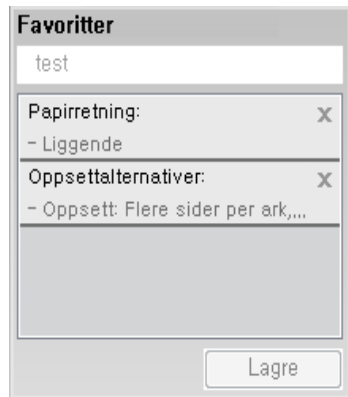 Favoritter
test
Papirretning:
X
- Liggende
Oppsettalternativer:
X
- Oppsett: Flere sider per ark,...
Lagre